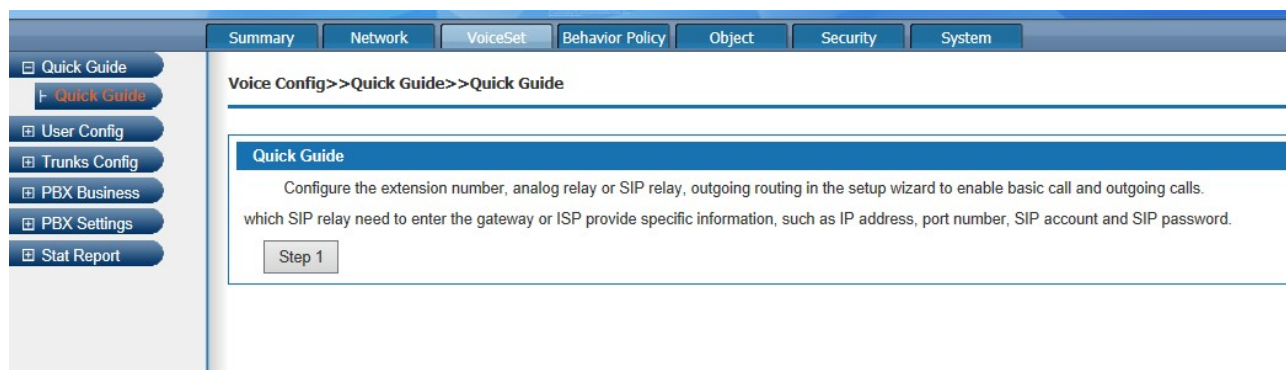 Summary
Network
VoiceSet
Behavior Policy
Object
Security
System
Quick Guide
Quick Guide
User Config
Trunks Config
PBX Business
PBX Settings
Stat Report
Voice Config>>Quick Guide>>Quick Guide
Quick Guide
Configure the extension number, analog relay or SIP relay, outgoing routing in the setup wizard to enable basic call and outgoing calls.
which SIP relay need to enter the gateway or ISP provide specific information, such as IP address, port number, SIP account and SIP password.
Step 1